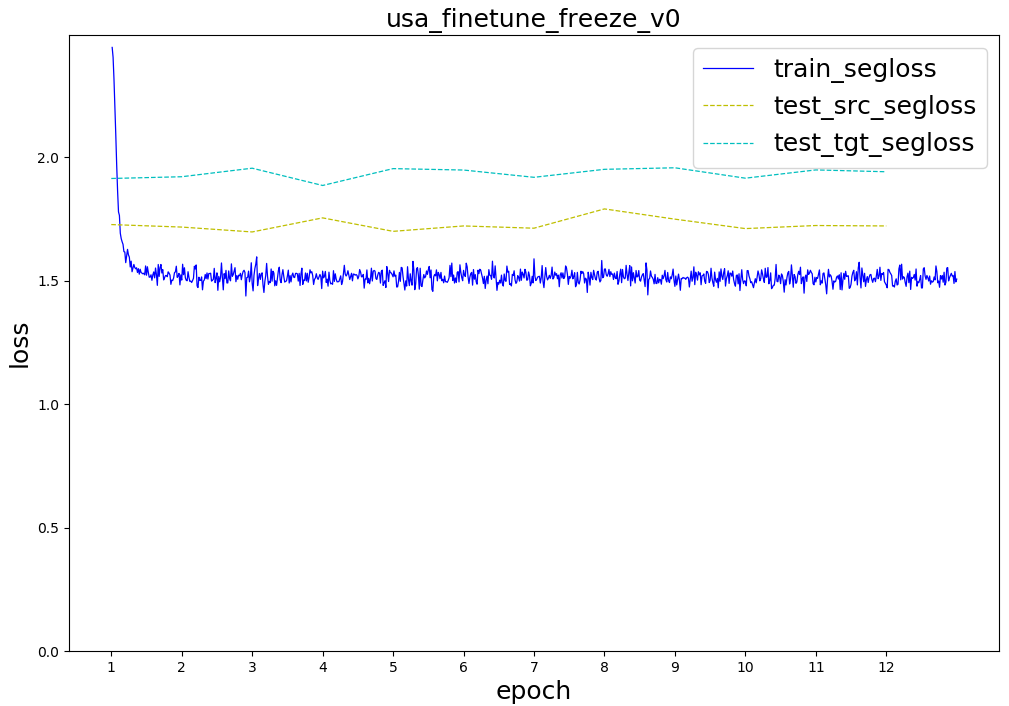 usa_finetune_freeze_v0
train_segloss
test_src_segloss
test_tgt_segloss
2.0
1.5
1.0
0.5
0.0
loss
1 2 3 4 5 6 7 8 9 10 11 12
epoch